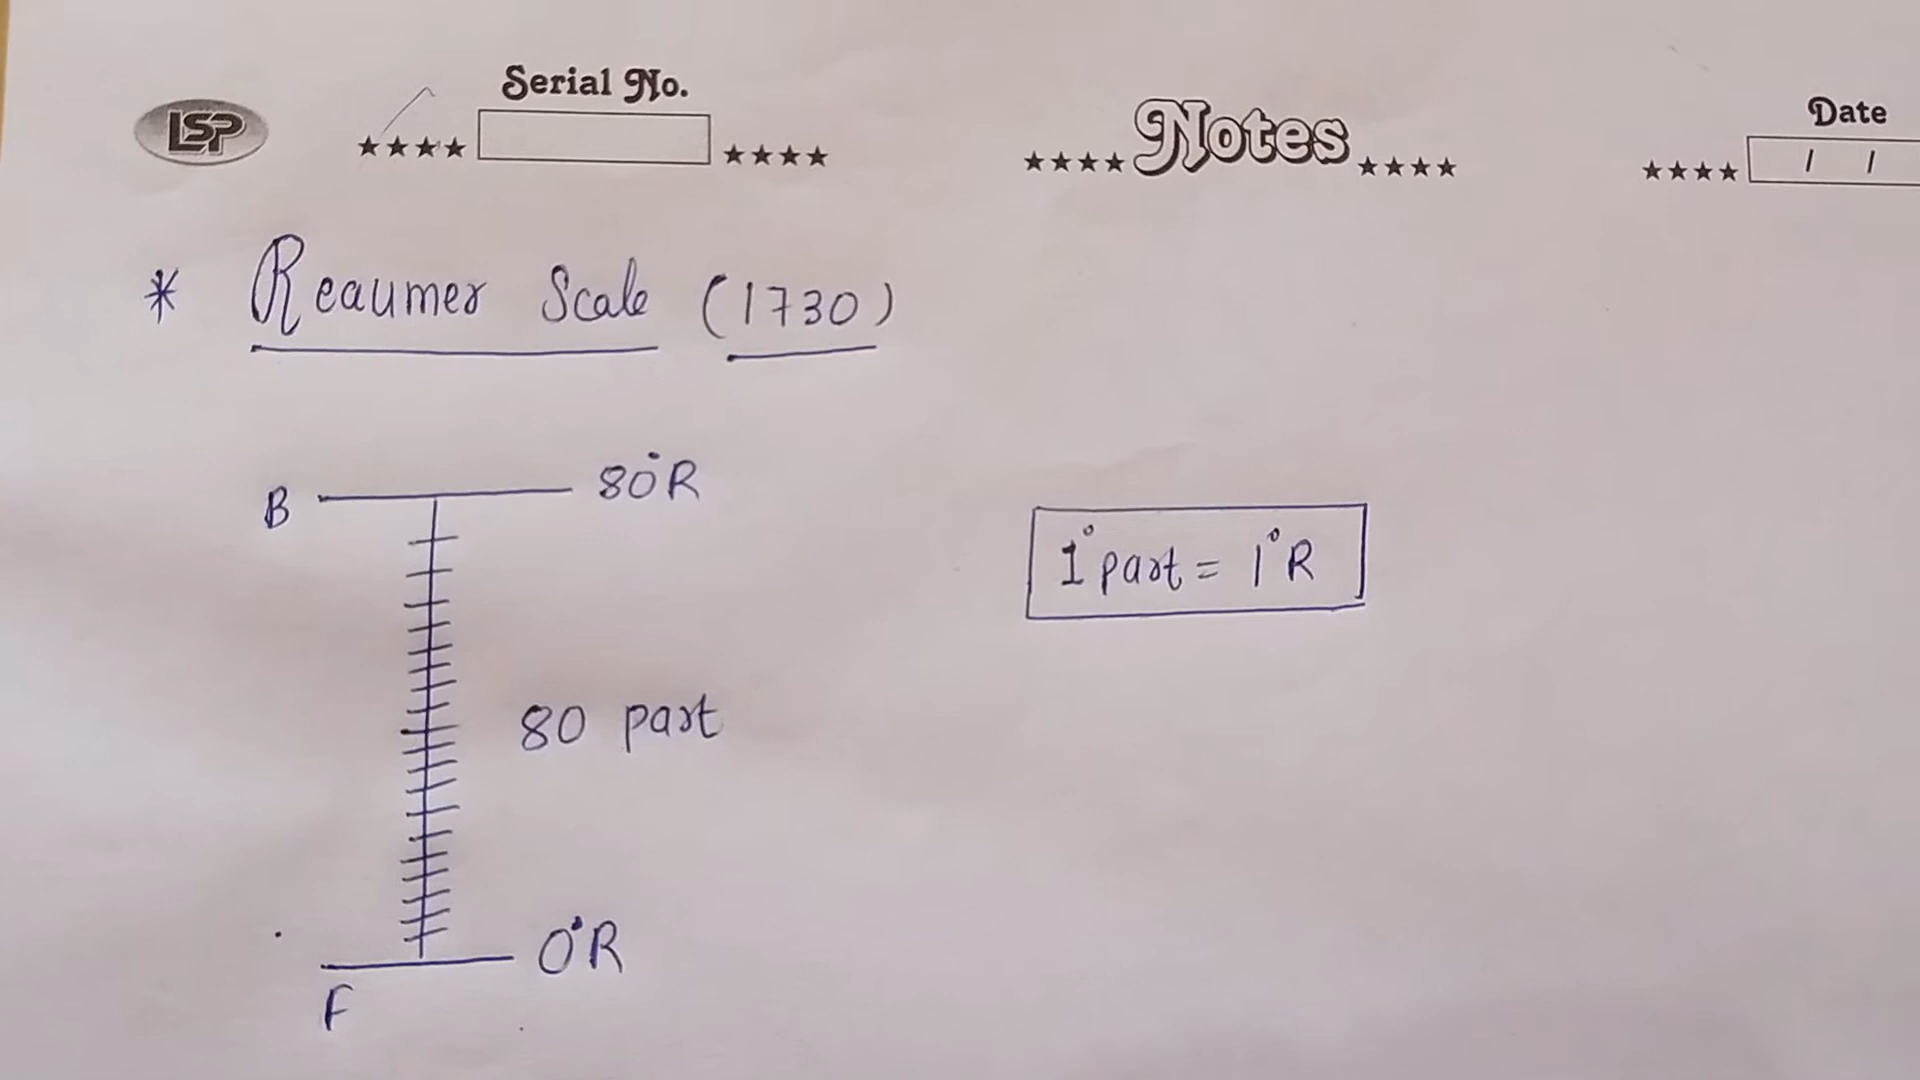 LSP
Serial No.
Notes
Date
/ /
* Reaumer Scale (1730)
B 80°R
1° part = 1°R
80 part
0°R
F